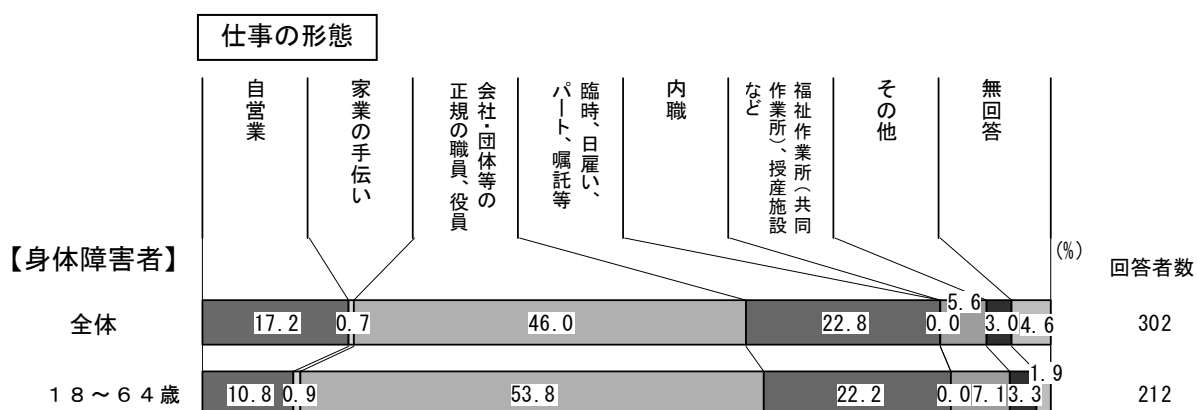 仕事の形態
自営業
家業の手伝い
会社・団体等の
正規の職員、役員
臨時、日雇い、
パート、嘱託等
内職
福祉作業所（共同
作業所）、授産施設
など
その他
無回答
【身体障害者】
(%)
回答者数
全体
17.2
0.7
46.0
22.8
0.0
5.6
3.0
4.6
302
１８～６４歳
10.8
0.9
53.8
22.2
0.0
7.1
3.3
1.9
212